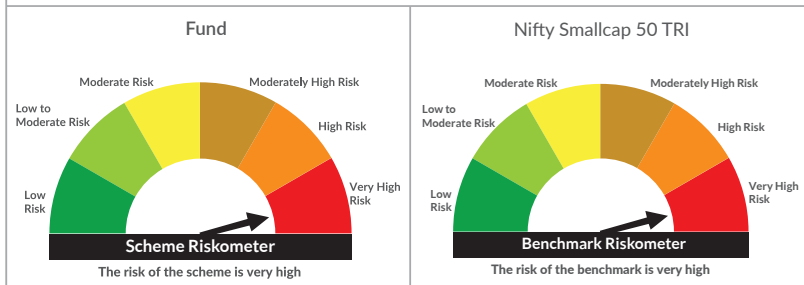 Fund
Moderate Risk
Moderately High Risk
Low to
Moderate Risk
High Risk
Low
Risk
Very High
Risk
Scheme Riskometer
The risk of the scheme is very high
Nifty Smallcap 50 TRI
Moderate Risk
Moderately High Risk
Low to
Moderate Risk
High Risk
Low
Risk
Very High
Risk
Benchmark Riskometer
The risk of the benchmark is very high